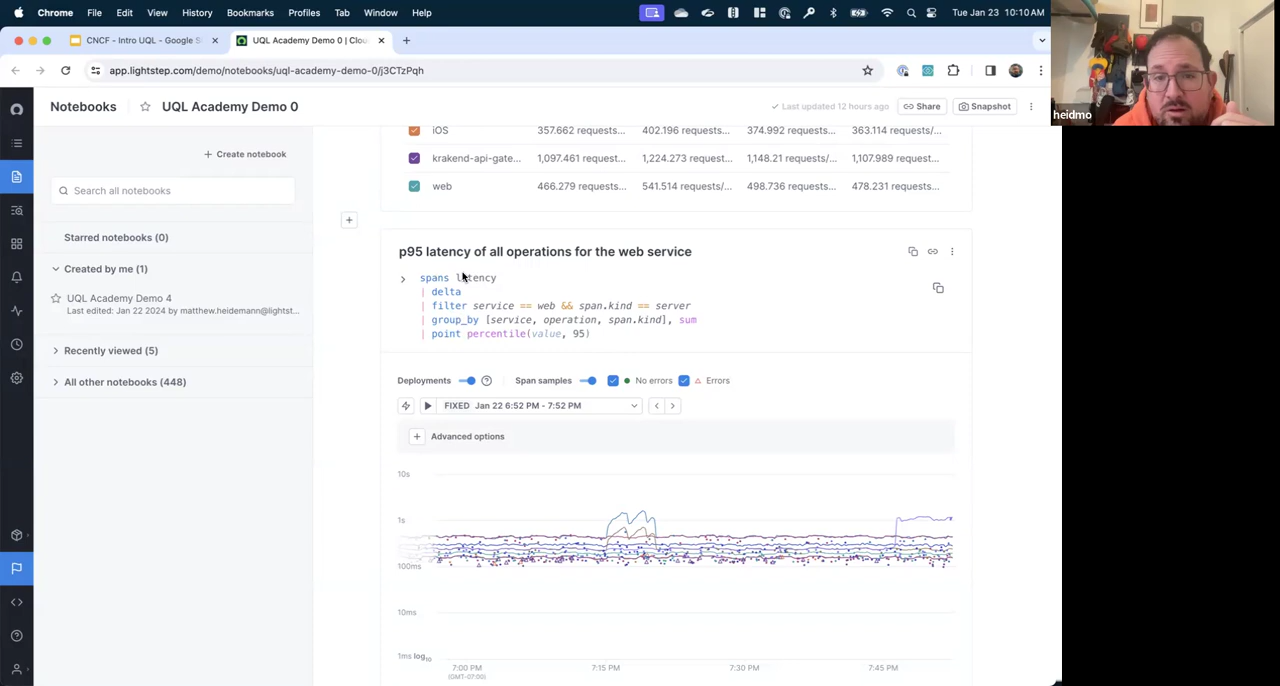 Chrome File Edit View History Bookmarks Profiles Tab Window Help
Tue Jan 23 10:10 AM
CNCF - Intro UQL - Google S
UQL Academy Demo 0 | Clou
app.lightstep.com/demo/notebooks/uql-academy-demo-0/j3CTzPqh
heidmo
Notebooks
UQL Academy Demo 0
Last updated 12 hours ago
Share
Snapshot
Create notebook
Search all notebooks
Starred notebooks (0)
Created by me (1)
UQL Academy Demo 4
Last edited: Jan 22 2024 by matthew.heidemann@lightst...
Recently viewed (5)
All other notebooks (448)
iOS 357.662 requests... 402.196 requests... 374.992 requests... 363.114 requests/...
krakend-api-gate... 1,097.461 request... 1,224.273 reques... 1,148.21 requests/... 1,107.989 request...
web 466.279 requests... 541.514 requests/... 498.736 requests... 478.231 requests...
p95 latency of all operations for the web service
spans latency
| delta
| filter service == web && span.kind == server
| group_by [service, operation, span.kind], sum
| point percentile(value, 95)
Deployments
Span samples
No errors
Errors
FIXED Jan 22 6:52 PM - 7:52 PM
Advanced options
10s
1s
100ms
10ms
1ms log10
7:00 PM 7:15 PM 7:30 PM 7:45 PM
(GMT-07:00)